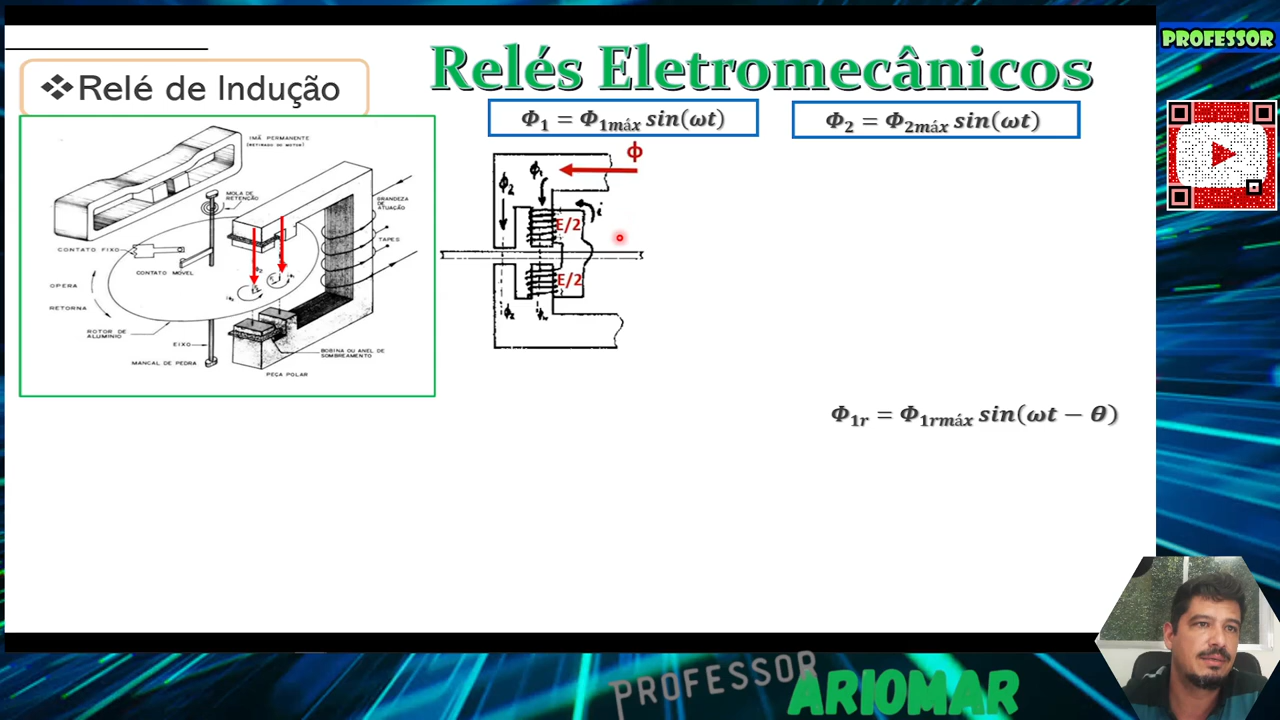 PROFESSOR
Relés Eletromecânicos
❖Relé de Indução
Φ₁ = Φ₁ₘáₓ sin(ωt)
Φ₂ = Φ₂ₘáₓ sin(ωt)
IMÃ PERMANENTE
(RETIRADO DO MOTOR)
MOLA DE
RETENÇÃO
GRANDEZA
DE
ATUAÇÃO
TAPES
CONTATO FIXO
CONTATO MÓVEL
OPERA
RETORNA
ROTOR DE
ALUMÍNIO
EIXO
MANCAL DE PEDRA
BOBINA OU ANEL DE
SOMBREAMENTO
PEÇA POLAR
ϕ
ϕ₂
ϕ₁
i
E/2
E/2
Φ₁ᵣ = Φ₁ᵣₘáₓ sin(ωt − θ)
PROFESSOR
ARIOMAR